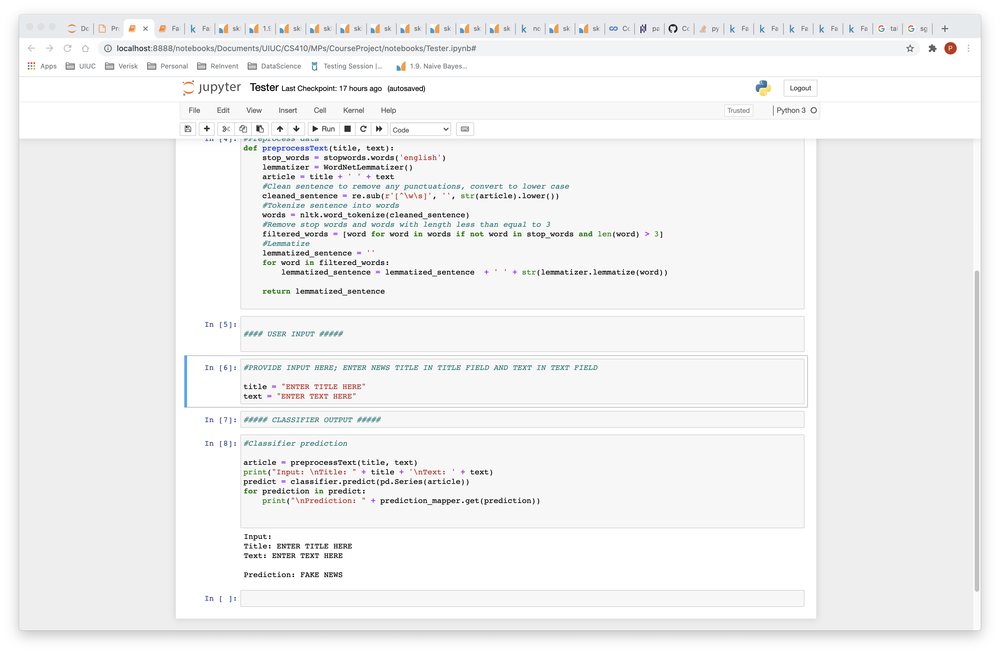 Do
Pr
Fa
Fa
sk
1.9
sk
sk
sk
sk
sk
sk
sk
sk
no
sk
sk
Co
pa
Co
py
Fa
Fa
Fa
Fa
Fa
tal
sg
localhost:8888/notebooks/Documents/UIUC/CS410/MPs/CourseProject/notebooks/Tester.ipynb#
P
Apps UIUC Verisk Personal ReInvent DataScience Testing Session |... 1.9. Naive Bayes...
jupyter Tester Last Checkpoint: 17 hours ago (autosaved)
Logout
File Edit View Insert Cell Kernel Help
Trusted
Python 3
Run
Code
In [4]: #Preprocess data
def preprocessText(title, text):
    stop_words = stopwords.words('english')
    lemmatizer = WordNetLemmatizer()
    article = title + ' ' + text
    #Clean sentence to remove any punctuations, convert to lower case
    cleaned_sentence = re.sub(r'[^\w\s]', '', str(article).lower())
    #Tokenize sentence into words
    words = nltk.word_tokenize(cleaned_sentence)
    #Remove stop words and words with length less than equal to 3
    filtered_words = [word for word in words if not word in stop_words and len(word) > 3]
    #Lemmatize
    lemmatized_sentence = ''
    for word in filtered_words:
        lemmatized_sentence = lemmatized_sentence  + ' ' + str(lemmatizer.lemmatize(word))
    return lemmatized_sentence
In [5]:
#### USER INPUT #####
In [6]: #PROVIDE INPUT HERE; ENTER NEWS TITLE IN TITLE FIELD AND TEXT IN TEXT FIELD
title = "ENTER TITLE HERE"
text = "ENTER TEXT HERE"
In [7]: ##### CLASSIFIER OUTPUT #####
In [8]: #Classifier prediction
article = preprocessText(title, text)
print("Input: \nTitle: " + title + '\nText: ' + text)
predict = classifier.predict(pd.Series(article))
for prediction in predict:
    print("\nPrediction: " + prediction_mapper.get(prediction))
Input:
Title: ENTER TITLE HERE
Text: ENTER TEXT HERE
Prediction: FAKE NEWS
In [ ]: